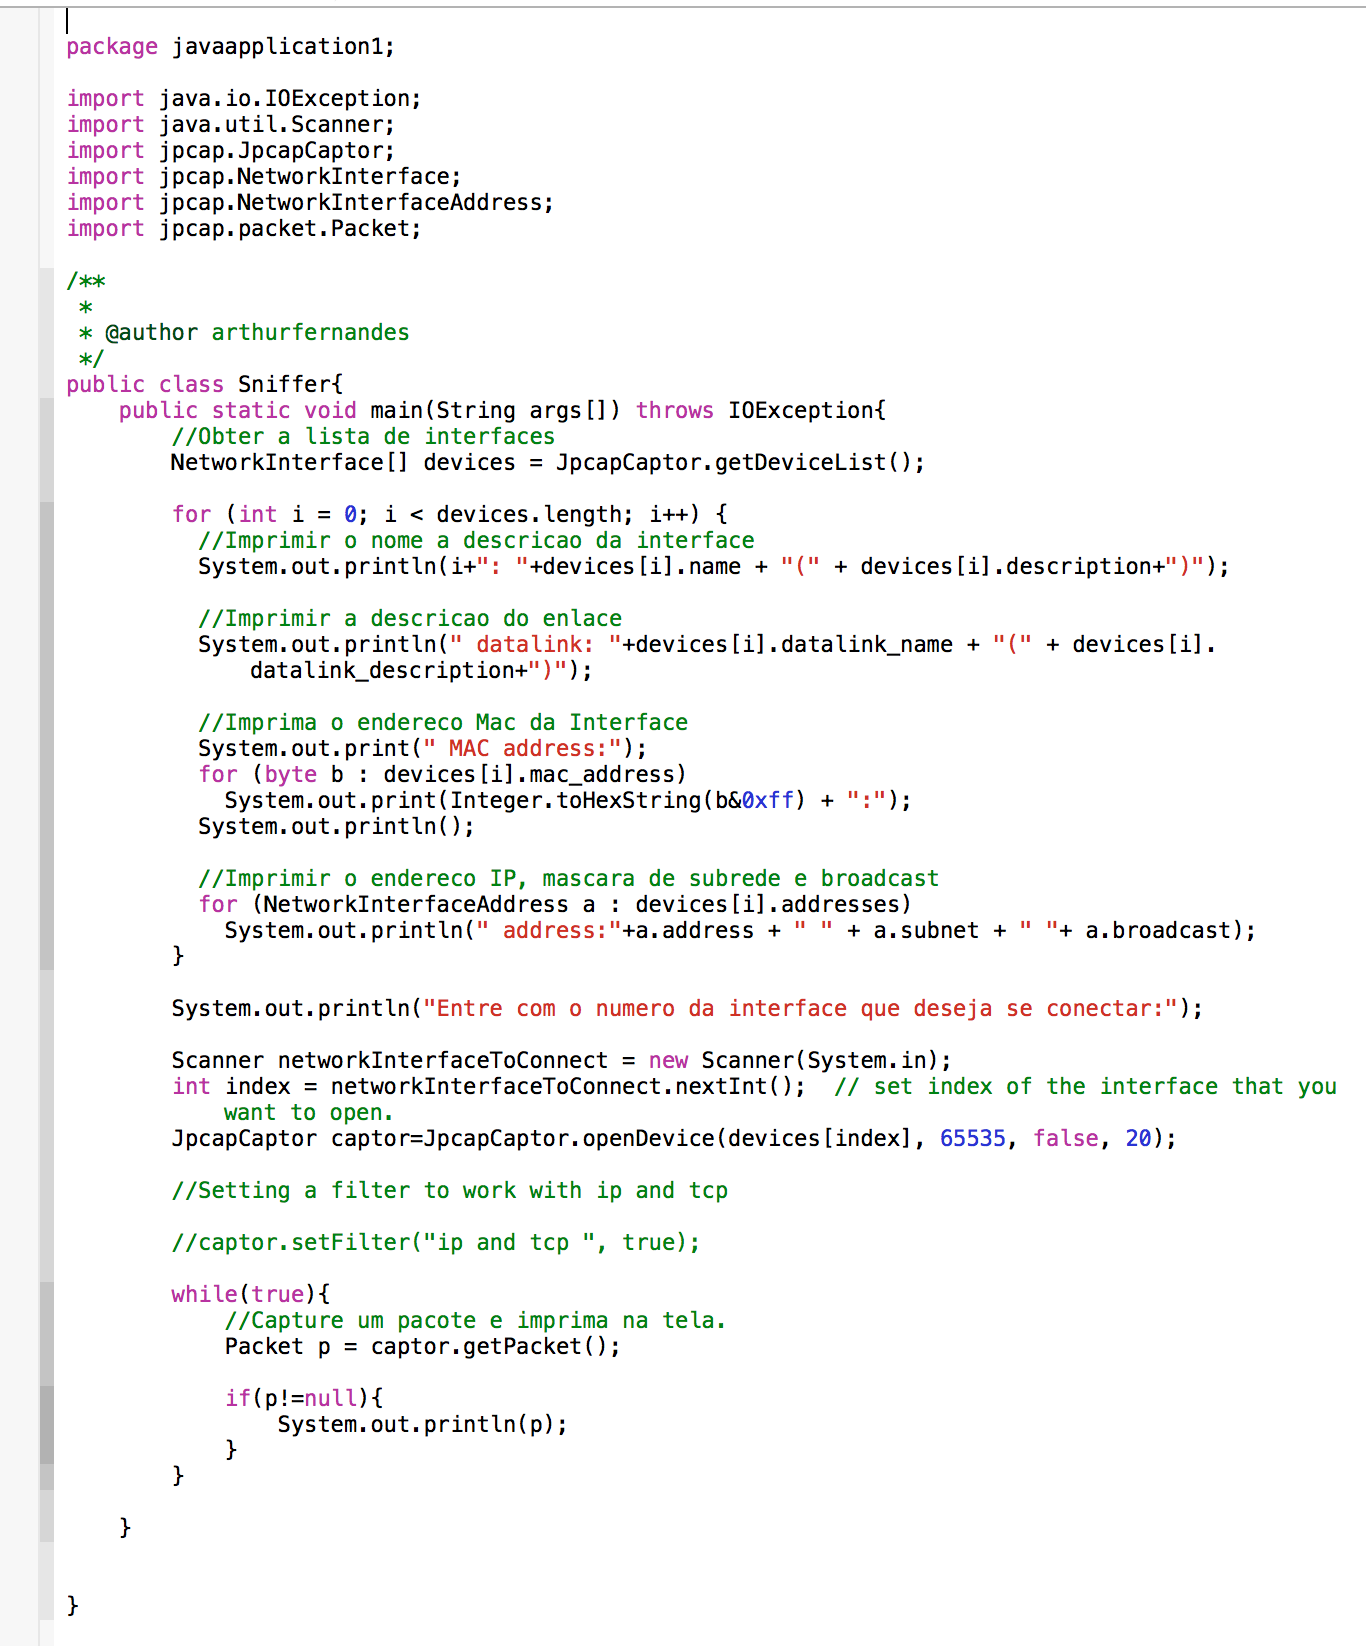 package javaapplication1;

import java.io.IOException;
import java.util.Scanner;
import jpcap.JpcapCaptor;
import jpcap.NetworkInterface;
import jpcap.NetworkInterfaceAddress;
import jpcap.packet.Packet;

/**
 *
 * @author arthurfernandes
 */
public class Sniffer{
    public static void main(String args[]) throws IOException{
        //Obter a lista de interfaces
        NetworkInterface[] devices = JpcapCaptor.getDeviceList();

        for (int i = 0; i < devices.length; i++) {
          //Imprimir o nome a descricao da interface
          System.out.println(i+": "+devices[i].name + "(" + devices[i].description+")");

          //Imprimir a descricao do enlace
          System.out.println(" datalink: "+devices[i].datalink_name + "(" + devices[i].
              datalink_description+")");

          //Imprima o endereco Mac da Interface
          System.out.print(" MAC address:");
          for (byte b : devices[i].mac_address)
            System.out.print(Integer.toHexString(b&0xff) + ":");
          System.out.println();

          //Imprimir o endereco IP, mascara de subrede e broadcast
          for (NetworkInterfaceAddress a : devices[i].addresses)
            System.out.println(" address:"+a.address + " " + a.subnet + " "+ a.broadcast);
        }

        System.out.println("Entre com o numero da interface que deseja se conectar:");

        Scanner networkInterfaceToConnect = new Scanner(System.in);
        int index = networkInterfaceToConnect.nextInt();  // set index of the interface that you
            want to open.
        JpcapCaptor captor=JpcapCaptor.openDevice(devices[index], 65535, false, 20);

        //Setting a filter to work with ip and tcp

        //captor.setFilter("ip and tcp ", true);

        while(true){
            //Capture um pacote e imprima na tela.
            Packet p = captor.getPacket();

            if(p!=null){
                System.out.println(p);
            }
        }

    }


}